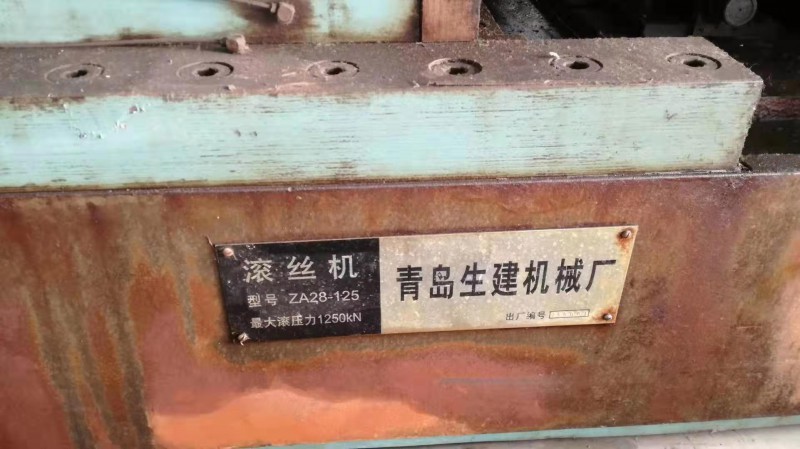 滚丝机
型号 ZA28-125
最大滚压力1250kN
青岛生建机械厂
出厂编号